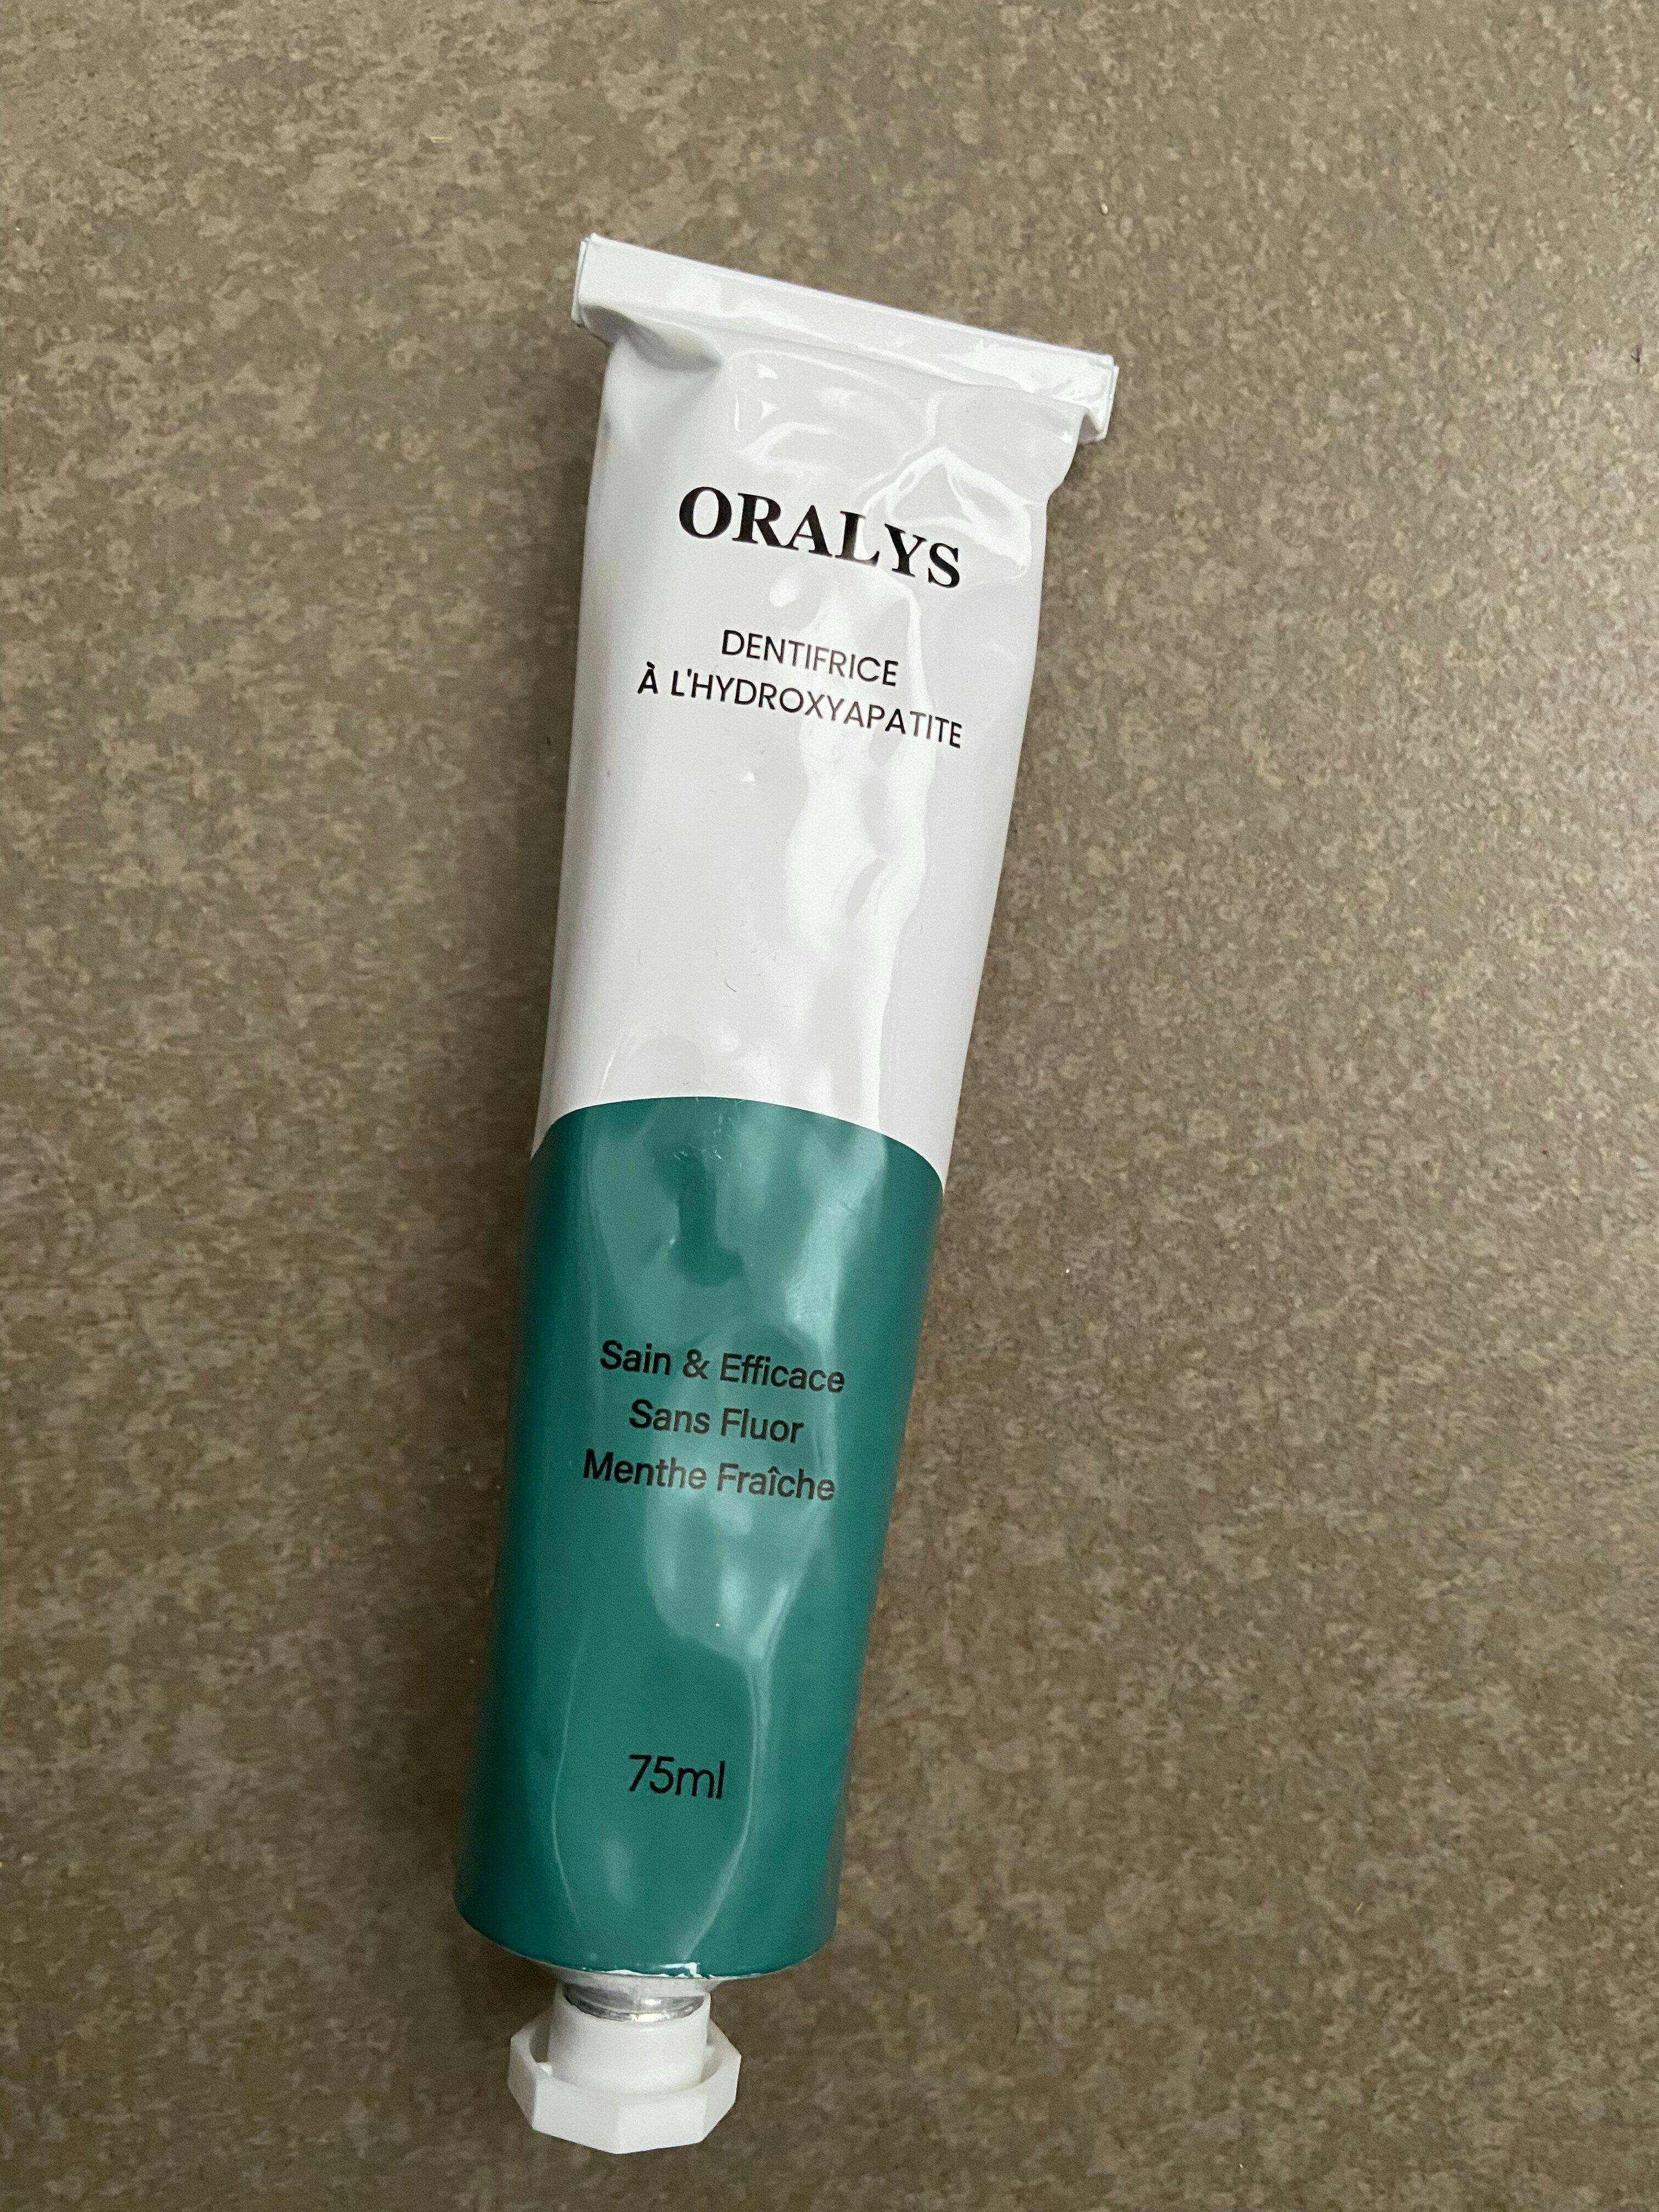 ORALYS
DENTIFRICE
À L'HYDROXYAPATITE
Sain & Efficace
Sans Fluor
Menthe Fraîche
75ml